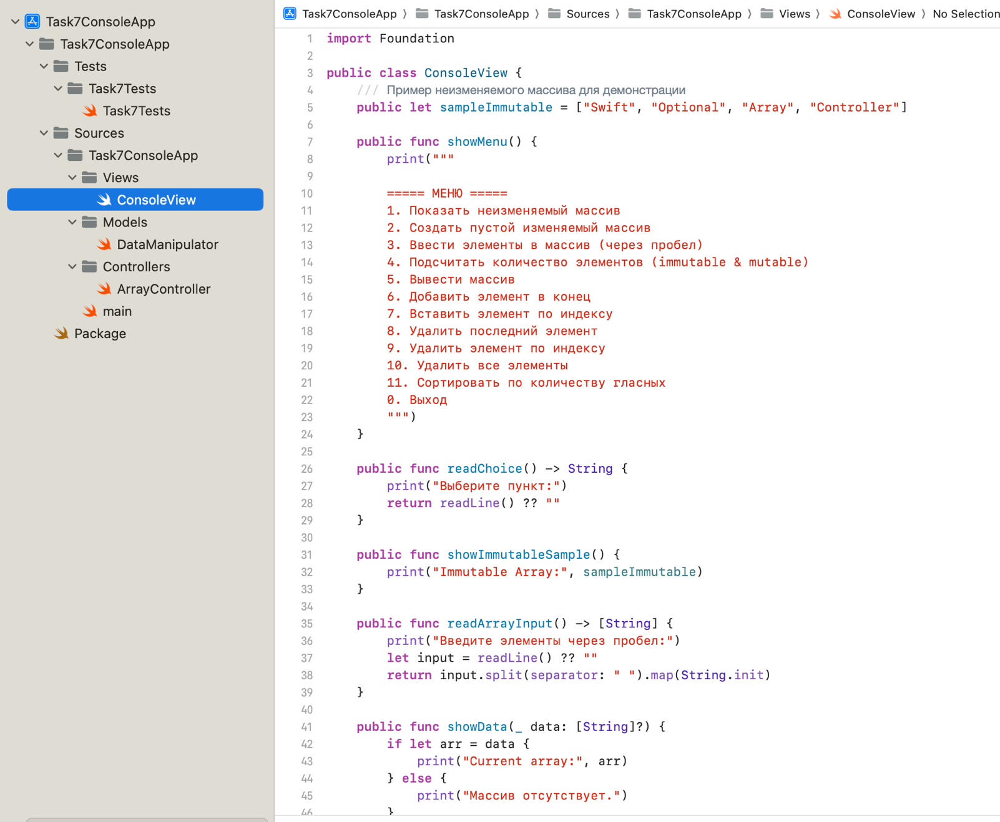 Task7ConsoleApp
Task7ConsoleApp
Tests
Task7Tests
Task7Tests
Sources
Task7ConsoleApp
Views
ConsoleView
Models
DataManipulator
Controllers
ArrayController
main
Package
Task7ConsoleApp 〉 Task7ConsoleApp 〉 Sources 〉 Task7ConsoleApp 〉 Views 〉 ConsoleView 〉 No Selection
1 import Foundation
2
3 public class ConsoleView {
4     /// Пример неизменяемого массива для демонстрации
5     public let sampleImmutable = ["Swift", "Optional", "Array", "Controller"]
6
7     public func showMenu() {
8         print("""
9
10         ===== МЕНЮ =====
11         1. Показать неизменяемый массив
12         2. Создать пустой изменяемый массив
13         3. Ввести элементы в массив (через пробел)
14         4. Подсчитать количество элементов (immutable & mutable)
15         5. Вывести массив
16         6. Добавить элемент в конец
17         7. Вставить элемент по индексу
18         8. Удалить последний элемент
19         9. Удалить элемент по индексу
20         10. Удалить все элементы
21         11. Сортировать по количеству гласных
22         0. Выход
23         """)
24     }
25
26     public func readChoice() -> String {
27         print("Выберите пункт:")
28         return readLine() ?? ""
29     }
30
31     public func showImmutableSample() {
32         print("Immutable Array:", sampleImmutable)
33     }
34
35     public func readArrayInput() -> [String] {
36         print("Введите элементы через пробел:")
37         let input = readLine() ?? ""
38         return input.split(separator: " ").map(String.init)
39     }
40
41     public func showData(_ data: [String]?) {
42         if let arr = data {
43             print("Current array:", arr)
44         } else {
45             print("Массив отсутствует.")
46         }